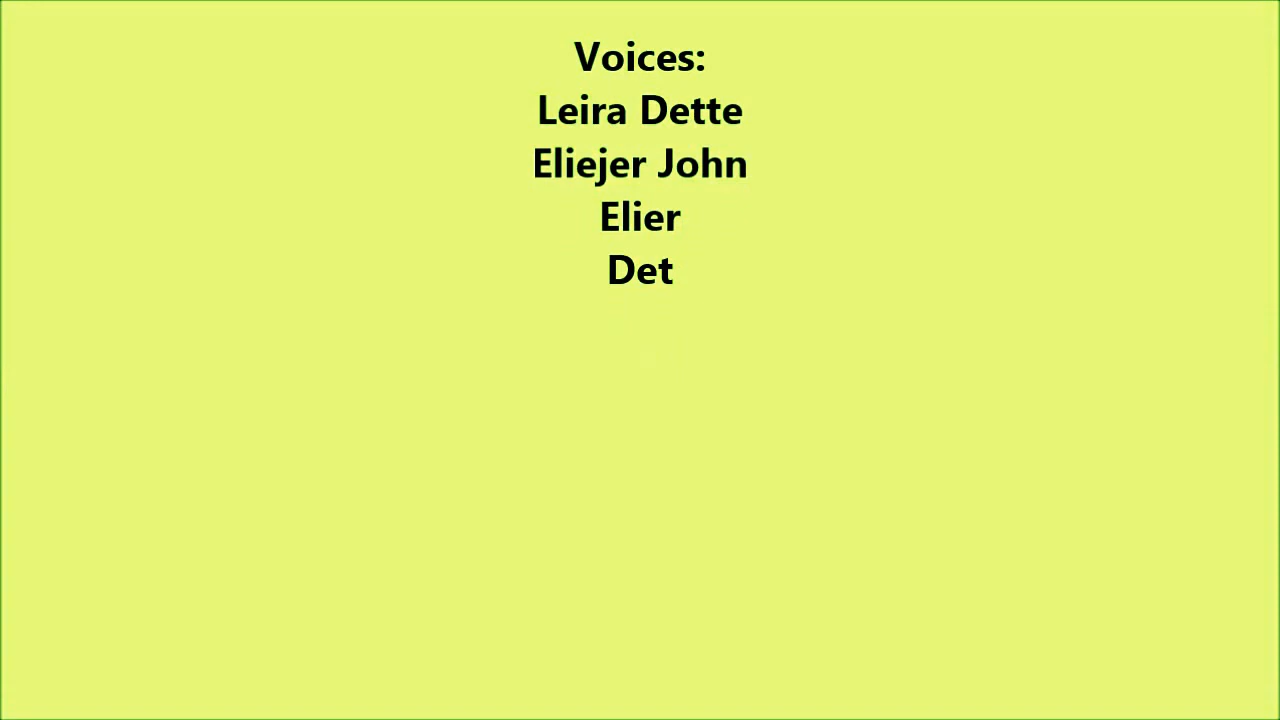 Voices:
Leira Dette
Eliejer John
Elier
Det